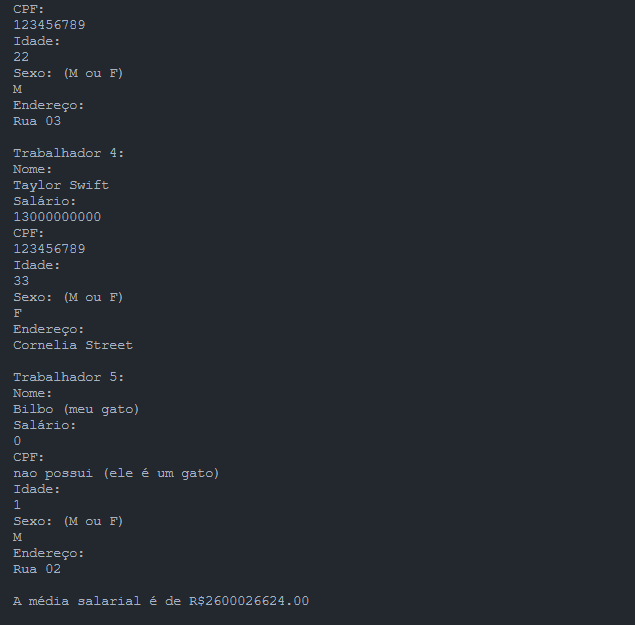 CPF:
123456789
Idade:
22
Sexo: (M ou F)
M
Endereço:
Rua 03
Trabalhador 4:
Nome:
Taylor Swift
Salário:
13000000000
CPF:
123456789
Idade:
33
Sexo: (M ou F)
F
Endereço:
Cornelia Street
Trabalhador 5:
Nome:
Bilbo (meu gato)
Salário:
0
CPF:
nao possui (ele é um gato)
Idade:
1
Sexo: (M ou F)
M
Endereço:
Rua 02
A média salarial é de R$2600026624.00